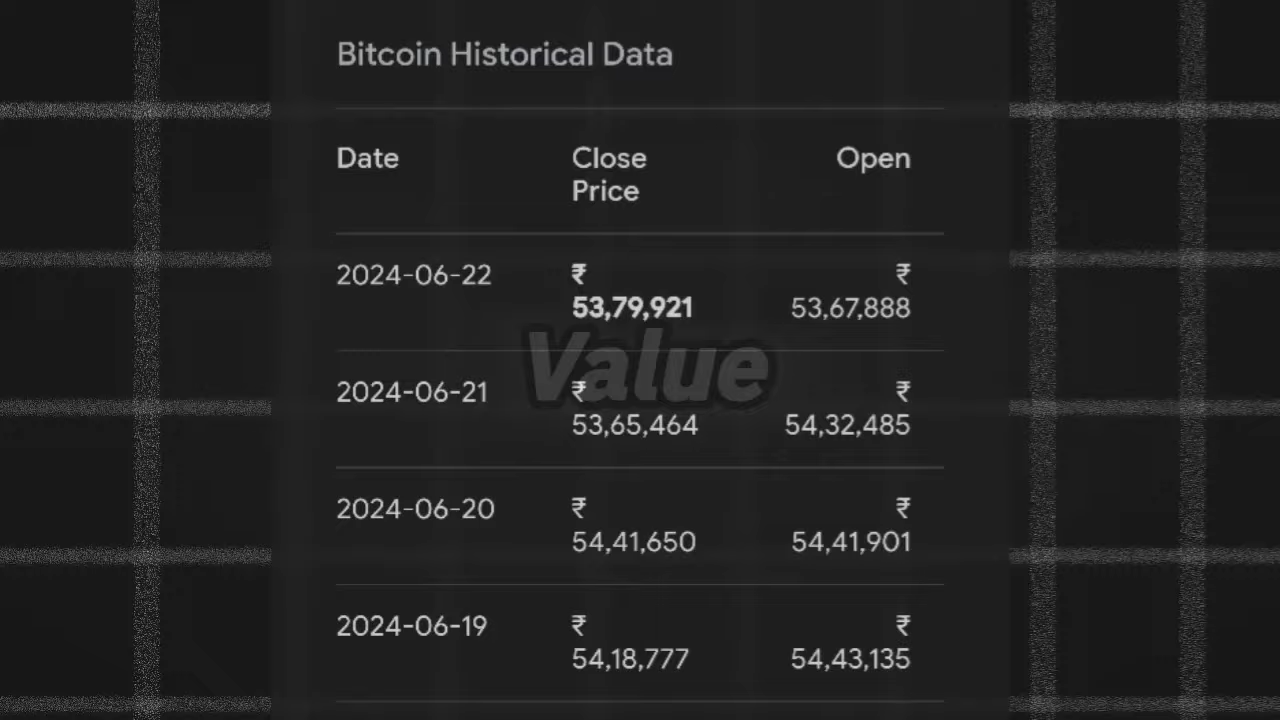 Bitcoin Historical Data
Date Close Open
Price
2024-06-22 ₹ ₹
53,79,921 53,67,888
Value
2024-06-21 ₹ ₹
53,65,464 54,32,485
2024-06-20 ₹ ₹
54,41,650 54,41,901
2024-06-19 ₹ ₹
54,18,777 54,43,135